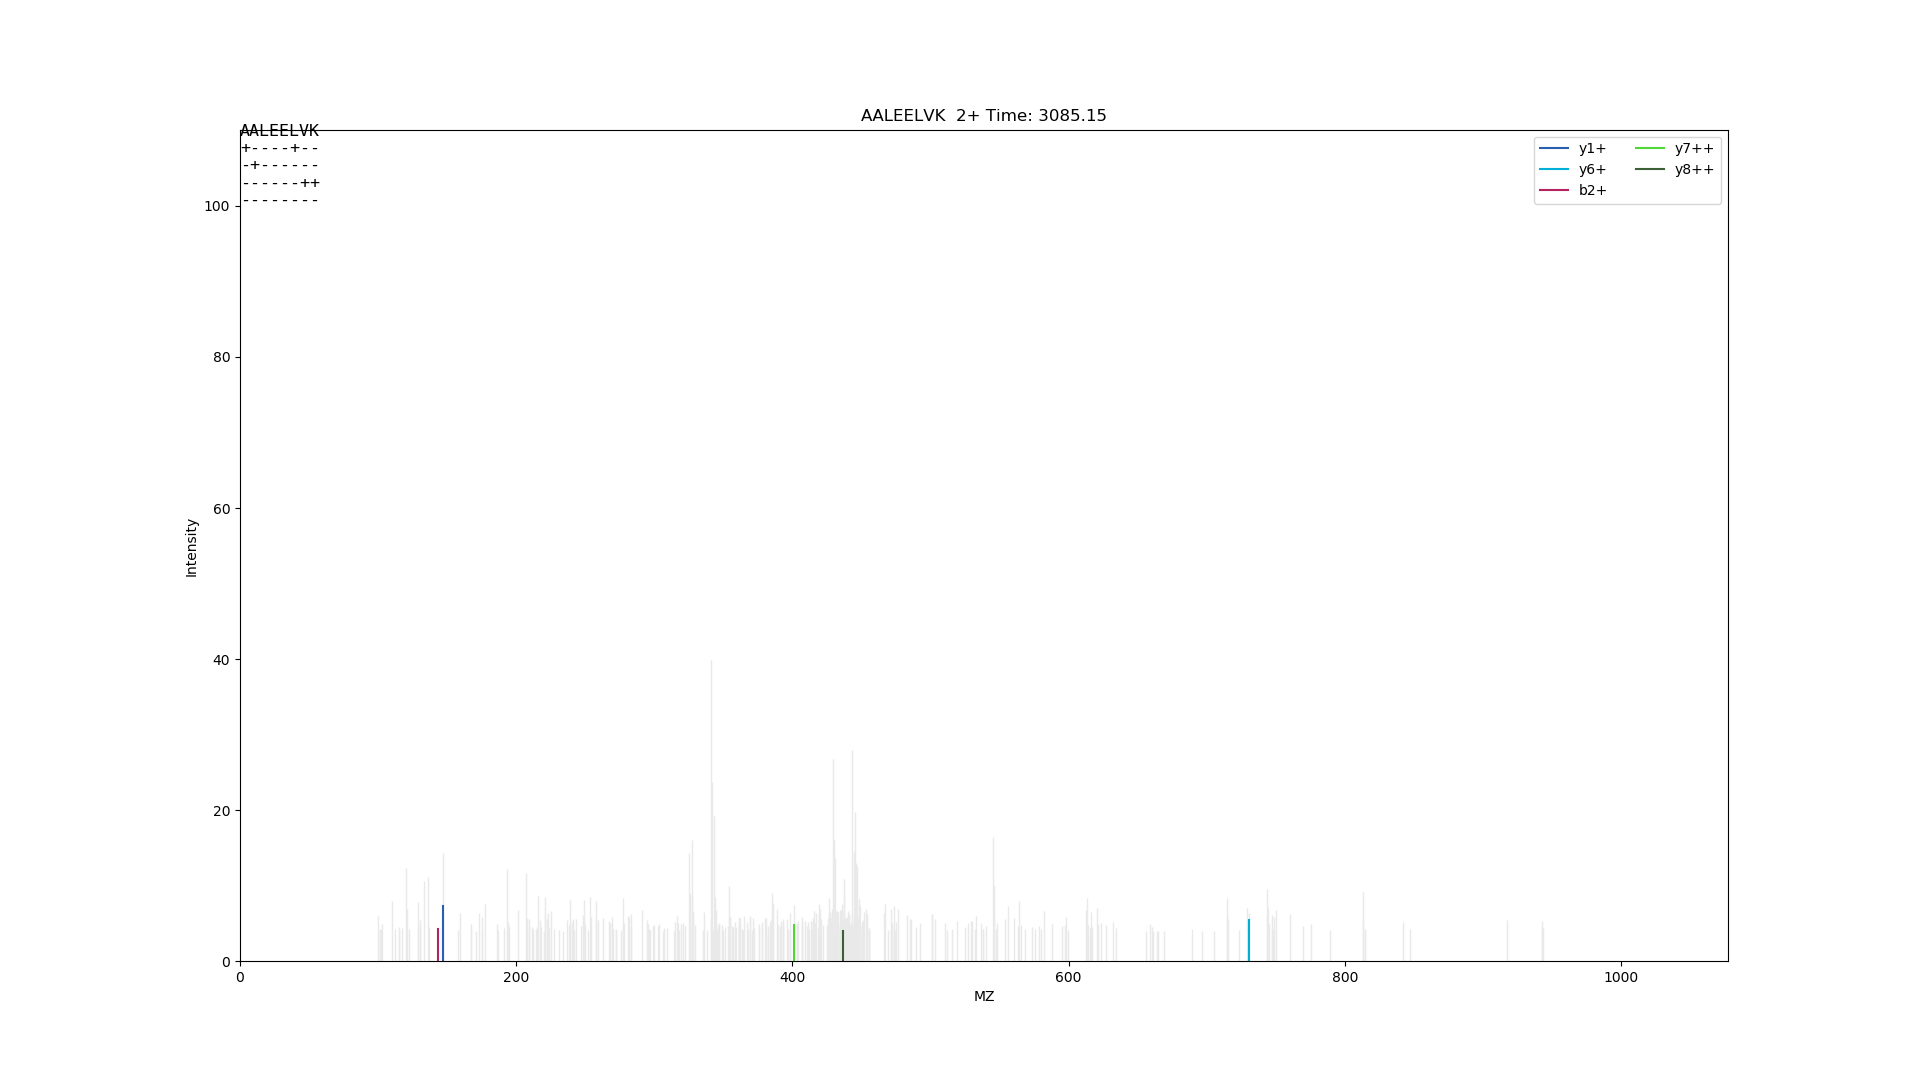 AALEELVK  2+ Time: 3085.15
AALEELVK
+----+--
-+------
------++
--------
y1+
y6+
b2+
y7++
y8++
100
80
60
40
20
0
Intensity
0 200 400 600 800 1000
MZ